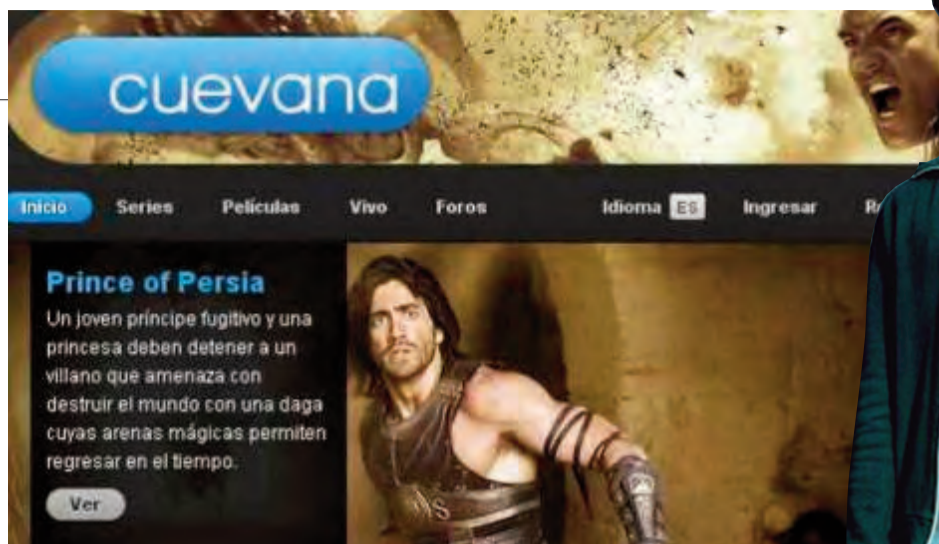 cuevana
Inicio Series Películas Vivo Foros Idioma ES Ingresar
Prince of Persia
Un joven príncipe fugitivo y una
princesa deben detener a un
villano que amenaza con
destruir el mundo con una daga
cuyas arenas mágicas permiten
regresar en el tiempo.
Ver